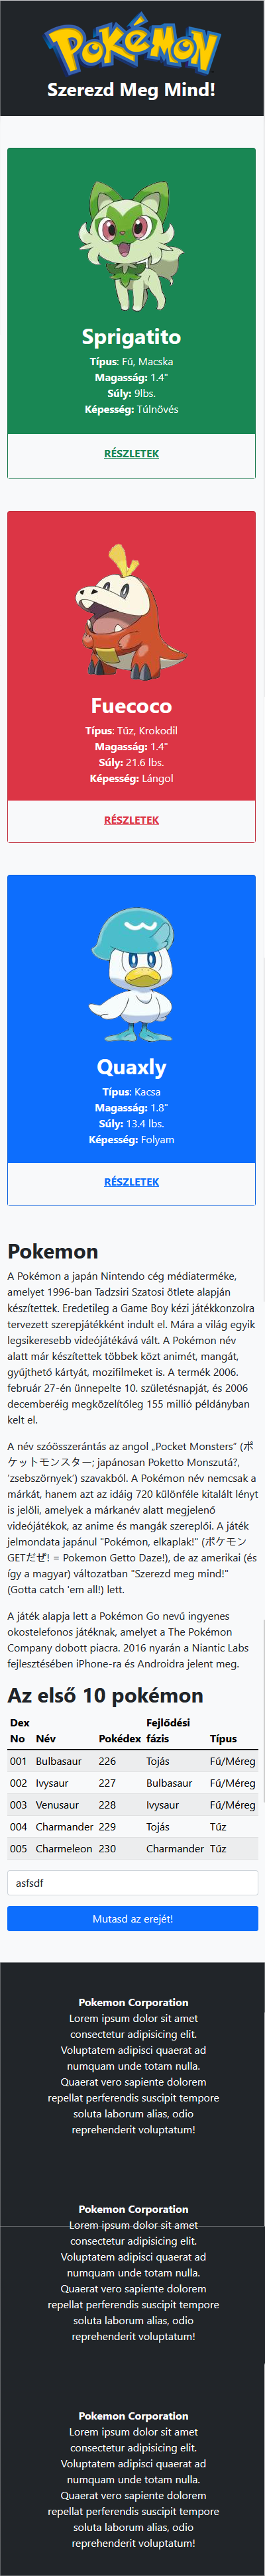 POKéMON
Szerezd Meg Mind!
Sprigatito
Típus: Fű, Macska
Magasság: 1.4"
Súly: 9lbs.
Képesség: Túlnövés
RÉSZLETEK
Fuecoco
Típus: Tűz, Krokodil
Magasság: 1.4"
Súly: 21.6 lbs.
Képesség: Lángol
RÉSZLETEK
Quaxly
Típus: Kacsa
Magasság: 1.8"
Súly: 13.4 lbs.
Képesség: Folyam
RÉSZLETEK
Pokemon
A Pokémon a japán Nintendo cég médiaterméke,
amelyet 1996-ban Tadzsiri Szatosi ötlete alapján
készítettek. Eredetileg a Game Boy kézi játékkonzolra
tervezett szerepjátékként indult el. Mára a világ egyik
legsikeresebb videójátékává vált. A Pokémon név
alatt már készítettek többek közt animét, mangát,
gyűjthető kártyát, mozifilmeket is. A termék 2006.
február 27-én ünnepelte 10. születésnapját, és 2006
decemberéig megközelítőleg 155 millió példányban
kelt el.
A név szóösszerántás az angol „Pocket Monsters" (ポ
ケットモンスター; japánosan Poketto Monszutá?,
'zsebszörnyek') szavakból. A Pokémon név nemcsak a
márkát, hanem azt az idáig 720 különféle kitalált lényt
is jelöli, amelyek a márkanév alatt megjelenő
videójátékok, az anime és mangák szereplői. A játék
jelmondata japánul "Pokémon, elkaplak!" (ポケモン
GETだぜ! = Pokemon Getto Daze!), de az amerikai (és
így a magyar) változatban "Szerezd meg mind!"
(Gotta catch 'em all!) lett.
A játék alapja lett a Pokémon Go nevű ingyenes
okostelefonos játéknak, amelyet a The Pokémon
Company dobott piacra. 2016 nyarán a Niantic Labs
fejlesztésében iPhone-ra és Androidra jelent meg.
Az első 10 pokémon
Dex No Név Pokédex Fejlődési fázis Típus
001 Bulbasaur 226 Tojás Fű/Méreg
002 Ivysaur 227 Bulbasaur Fű/Méreg
003 Venusaur 228 Ivysaur Fű/Méreg
004 Charmander 229 Tojás Tűz
005 Charmeleon 230 Charmander Tűz
asfsdf
Mutasd az erejét!
Pokemon Corporation
Lorem ipsum dolor sit amet
consectetur adipisicing elit.
Voluptatem adipisci quaerat ad
numquam unde totam nulla.
Quaerat vero sapiente dolorem
repellat perferendis suscipit tempore
soluta laborum alias, odio
reprehenderit voluptatum!
Pokemon Corporation
Lorem ipsum dolor sit amet
consectetur adipisicing elit.
Voluptatem adipisci quaerat ad
numquam unde totam nulla.
Quaerat vero sapiente dolorem
repellat perferendis suscipit tempore
soluta laborum alias, odio
reprehenderit voluptatum!
Pokemon Corporation
Lorem ipsum dolor sit amet
consectetur adipisicing elit.
Voluptatem adipisci quaerat ad
numquam unde totam nulla.
Quaerat vero sapiente dolorem
repellat perferendis suscipit tempore
soluta laborum alias, odio
reprehenderit voluptatum!